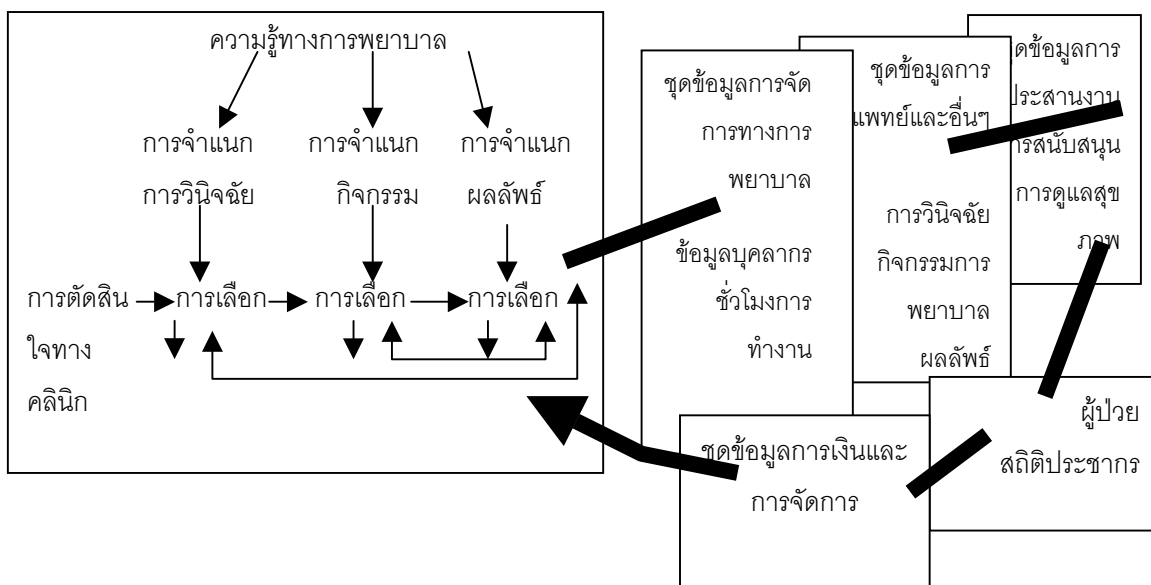 ความรู้ทางการพยาบาล
การจำแนก
การวินิจฉัย
การจำแนก
กิจกรรม
การจำแนก
ผลลัพธ์
การตัดสิน
ใจทาง
คลินิก
การเลือก
การเลือก
การเลือก
ชุดข้อมูลการจัด
การทางการ
พยาบาล
ข้อมูลบุคลากร
ชั่วโมงการ
ทำงาน
ชุดข้อมูลการ
แพทย์และอื่นๆ
การวินิจฉัย
กิจกรรมการ
พยาบาล
ผลลัพธ์
ดข้อมูลการ
ประสานงาน
ารสนับสนุน
การดูแลสุข
ภาพ
ผู้ป่วย
สถิติประชากร
ชุดข้อมูลการเงินและ
การจัดการ